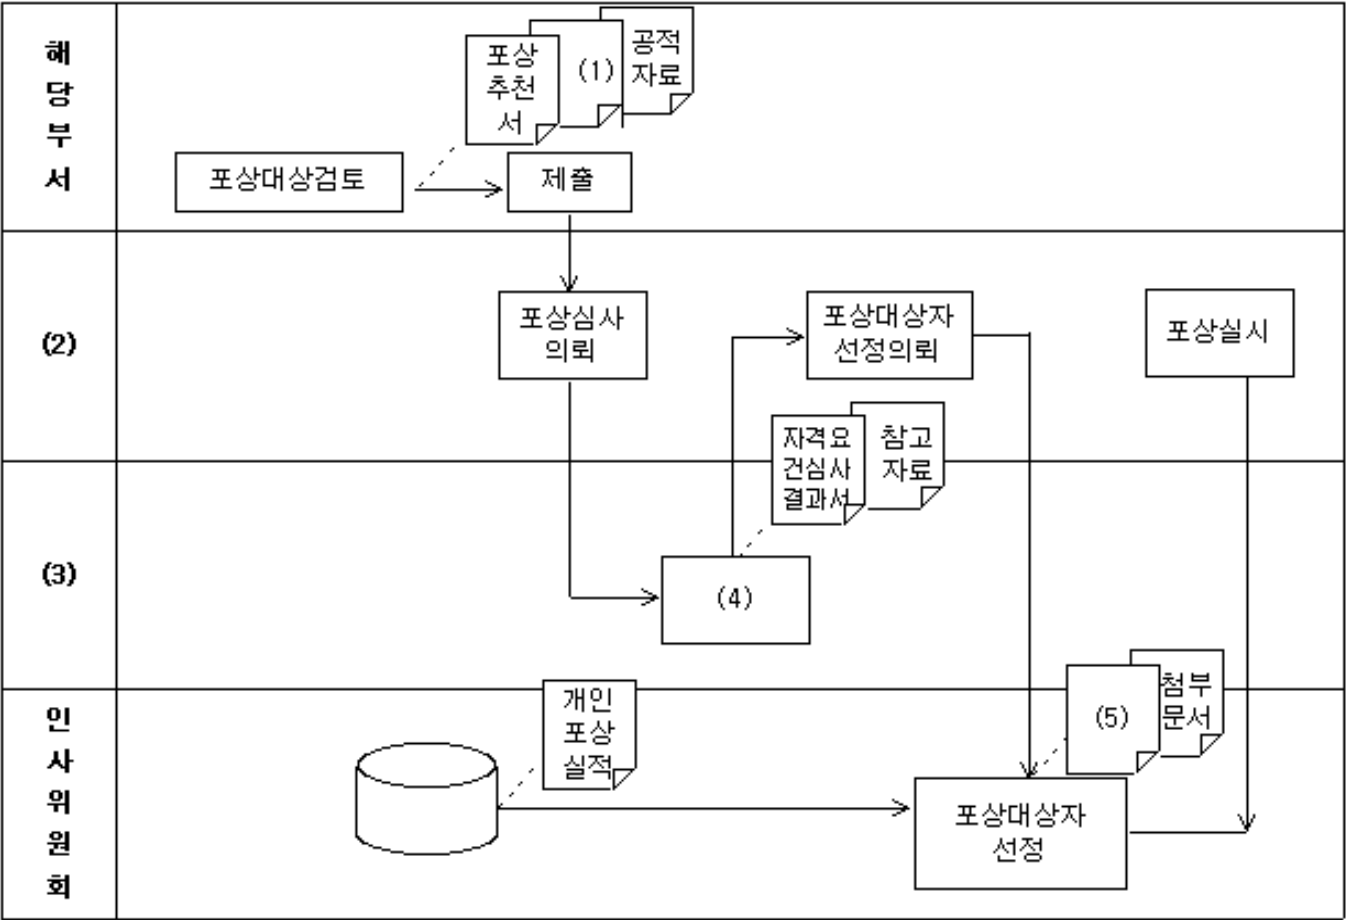 해
당
부
서
포상
추천
서
(1)
공적
자료
포상대상검토
제출
(2)
포상심사
의뢰
포상대상자
선정의뢰
포상실시
자격요
건심사
결과서
참고
자료
(3)
(4)
인
사
위
원
회
개인
포상
실적
(5)
첨부
문서
포상대상자
선정